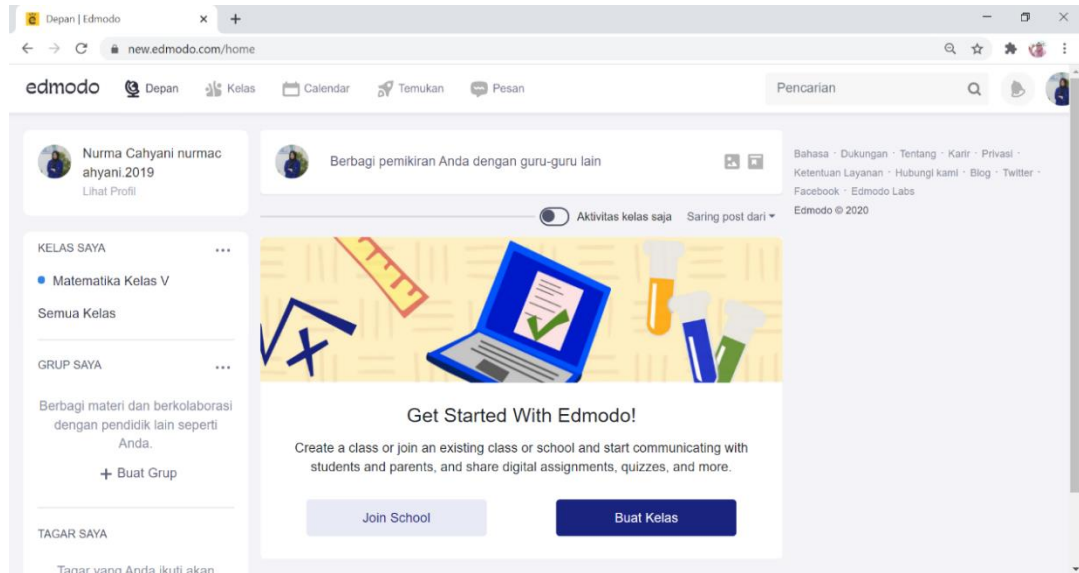 Depan | Edmodo
new.edmodo.com/home
edmodo Depan Kelas Calendar Temukan Pesan Pencarian
Nurma Cahyani nurmac
ahyani.2019
Lihat Profil
KELAS SAYA
Matematika Kelas V
Semua Kelas
GRUP SAYA
Berbagi materi dan berkolaborasi
dengan pendidik lain seperti
Anda.
+ Buat Grup
TAGAR SAYA
Tagar yang Anda ikuti akan
Berbagi pemikiran Anda dengan guru-guru lain
Aktivitas kelas saja Saring post dari
Get Started With Edmodo!
Create a class or join an existing class or school and start communicating with
students and parents, and share digital assignments, quizzes, and more.
Join School Buat Kelas
Bahasa · Dukungan · Tentang · Karir · Privasi ·
Ketentuan Layanan · Hubungi kami · Blog · Twitter ·
Facebook · Edmodo Labs
Edmodo © 2020